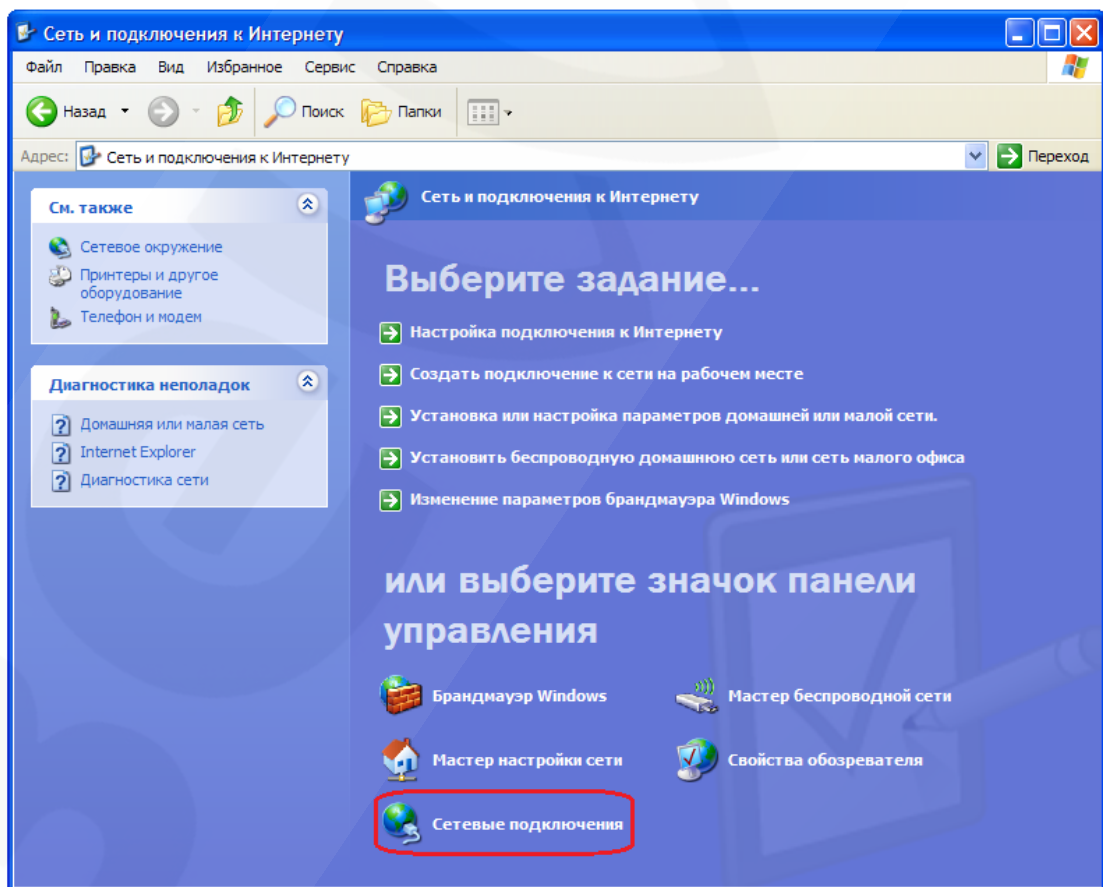 Сеть и подключения к Интернету
Файл Правка Вид Избранное Сервис Справка
Назад Поиск Папки
Адрес: Сеть и подключения к Интернету Переход
См. также
Сетевое окружение
Принтеры и другое
оборудование
Телефон и модем
Диагностика неполадок
Домашняя или малая сеть
Internet Explorer
Диагностика сети
Сеть и подключения к Интернету
Выберите задание...
Настройка подключения к Интернету
Создать подключение к сети на рабочем месте
Установка или настройка параметров домашней или малой сети.
Установить беспроводную домашнюю сеть или сеть малого офиса
Изменение параметров брандмауэра Windows
или выберите значок панели
управления
Брандмауэр Windows
Мастер беспроводной сети
Мастер настройки сети
Свойства обозревателя
Сетевые подключения